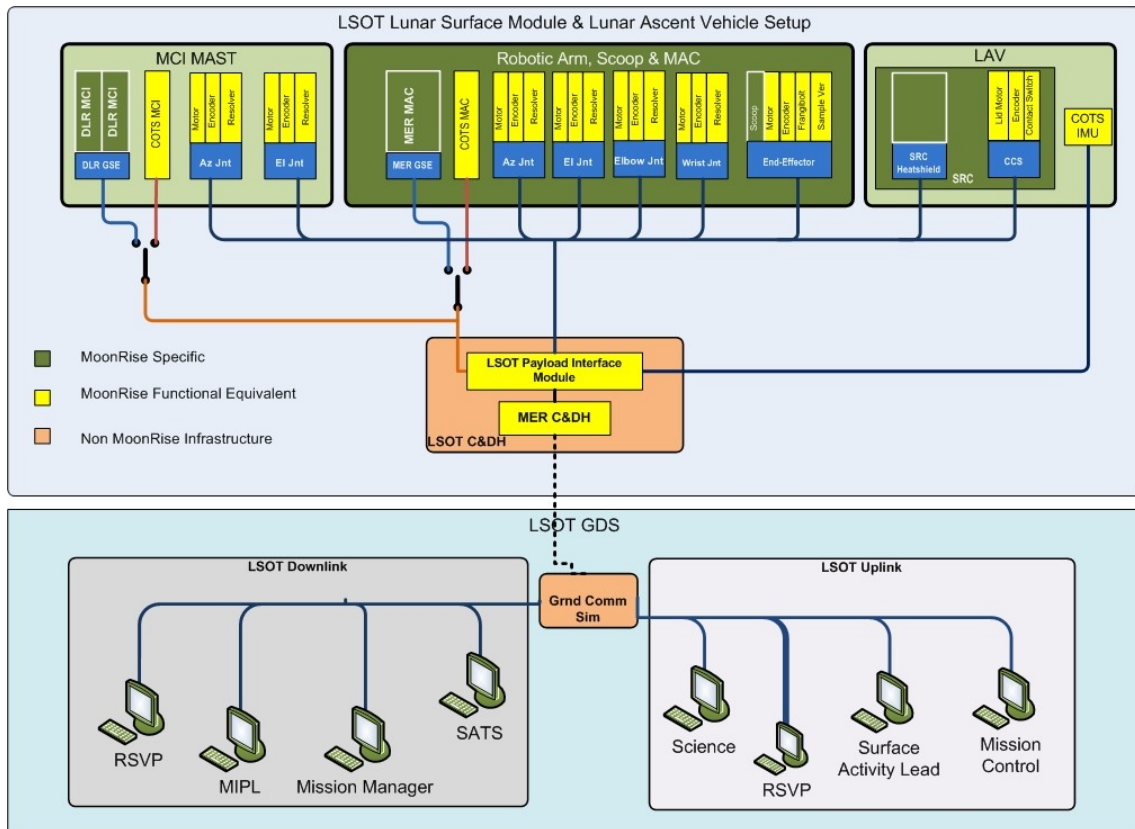 LSOT Lunar Surface Module & Lunar Ascent Vehicle Setup
MCI MAST
DLR MCI
DLR MCI
COTS MCI
Motor
Encoder
Resolver
Motor
Encoder
Resolver
DLR GSE
Az Jnt
El Jnt
Robotic Arm, Scoop & MAC
MER MAC
COTS MAC
Motor
Encoder
Resolver
Motor
Encoder
Resolver
Motor
Encoder
Resolver
Motor
Encoder
Resolver
Scoop
Motor
Encoder
Frangibolt
Sample Ver
MER GSE
Az Jnt
El Jnt
Elbow Jnt
Wrist Jnt
End-Effector
LAV
Lid Motor
Encoder
Contact Switch
SRC
Heatshield
CCS
SRC
COTS
IMU
MoonRise Specific
MoonRise Functional Equivalent
Non MoonRise Infrastructure
LSOT Payload Interface
Module
MER C&DH
LSOT C&DH
LSOT GDS
LSOT Downlink
Grnd Comm
Sim
LSOT Uplink
RSVP
MIPL
Mission Manager
SATS
Science
RSVP
Surface
Activity Lead
Mission
Control